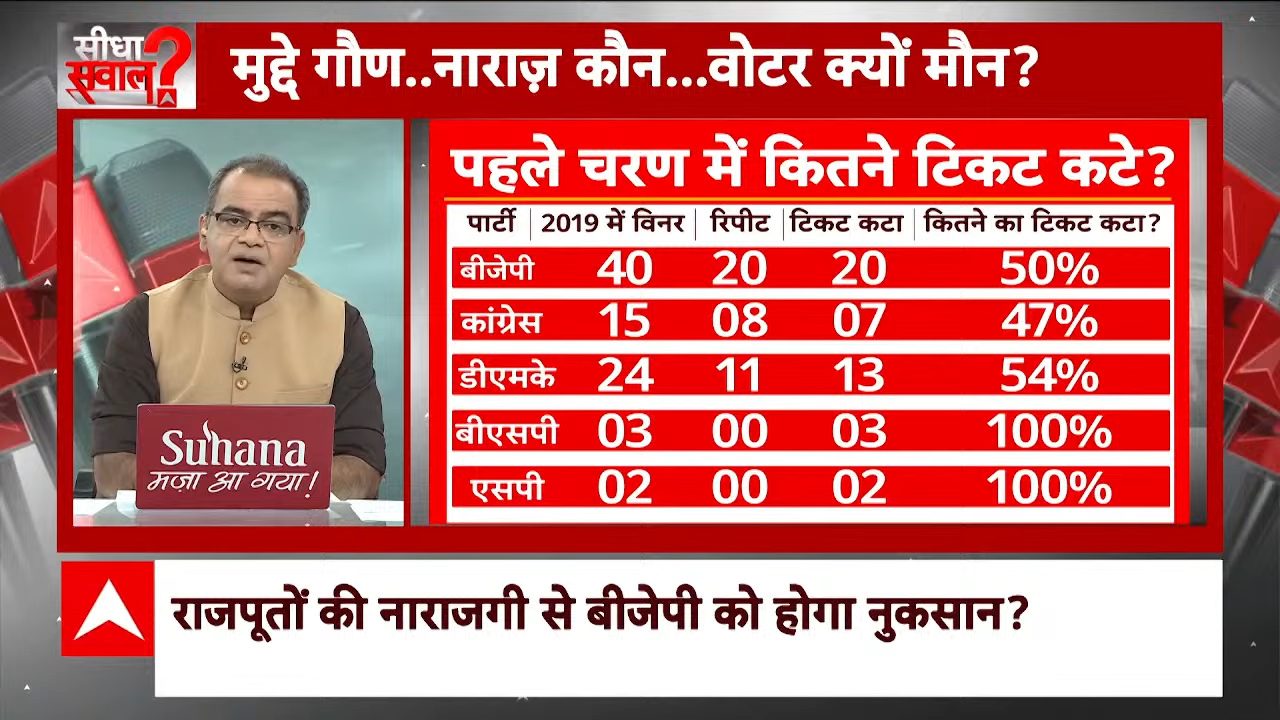 सीधा
सवाल?
मुद्दे गौण..नाराज़ कौन...वोटर क्यों मौन?
पहले चरण में कितने टिकट कटे?
पार्टी 2019 में विनर रिपीट टिकट कटा कितने का टिकट कटा?
बीजेपी 40 20 20 50%
कांग्रेस 15 08 07 47%
डीएमके 24 11 13 54%
बीएसपी 03 00 03 100%
एसपी 02 00 02 100%
Suhana
मज़ा आ गया!
राजपूतों की नाराजगी से बीजेपी को होगा नुकसान?